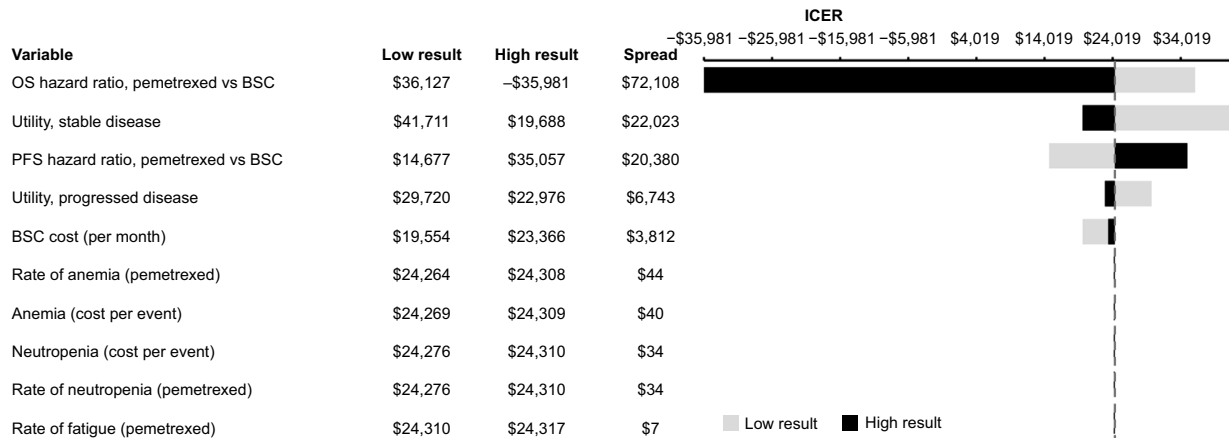 ICER
−$35,981 −$25,981 −$15,981 −$5,981 $4,019 $14,019 $24,019 $34,019
Variable Low result High result Spread
OS hazard ratio, pemetrexed vs BSC $36,127 –$35,981 $72,108
Utility, stable disease $41,711 $19,688 $22,023
PFS hazard ratio, pemetrexed vs BSC $14,677 $35,057 $20,380
Utility, progressed disease $29,720 $22,976 $6,743
BSC cost (per month) $19,554 $23,366 $3,812
Rate of anemia (pemetrexed) $24,264 $24,308 $44
Anemia (cost per event) $24,269 $24,309 $40
Neutropenia (cost per event) $24,276 $24,310 $34
Rate of neutropenia (pemetrexed) $24,276 $24,310 $34
Rate of fatigue (pemetrexed) $24,310 $24,317 $7
Low result High result